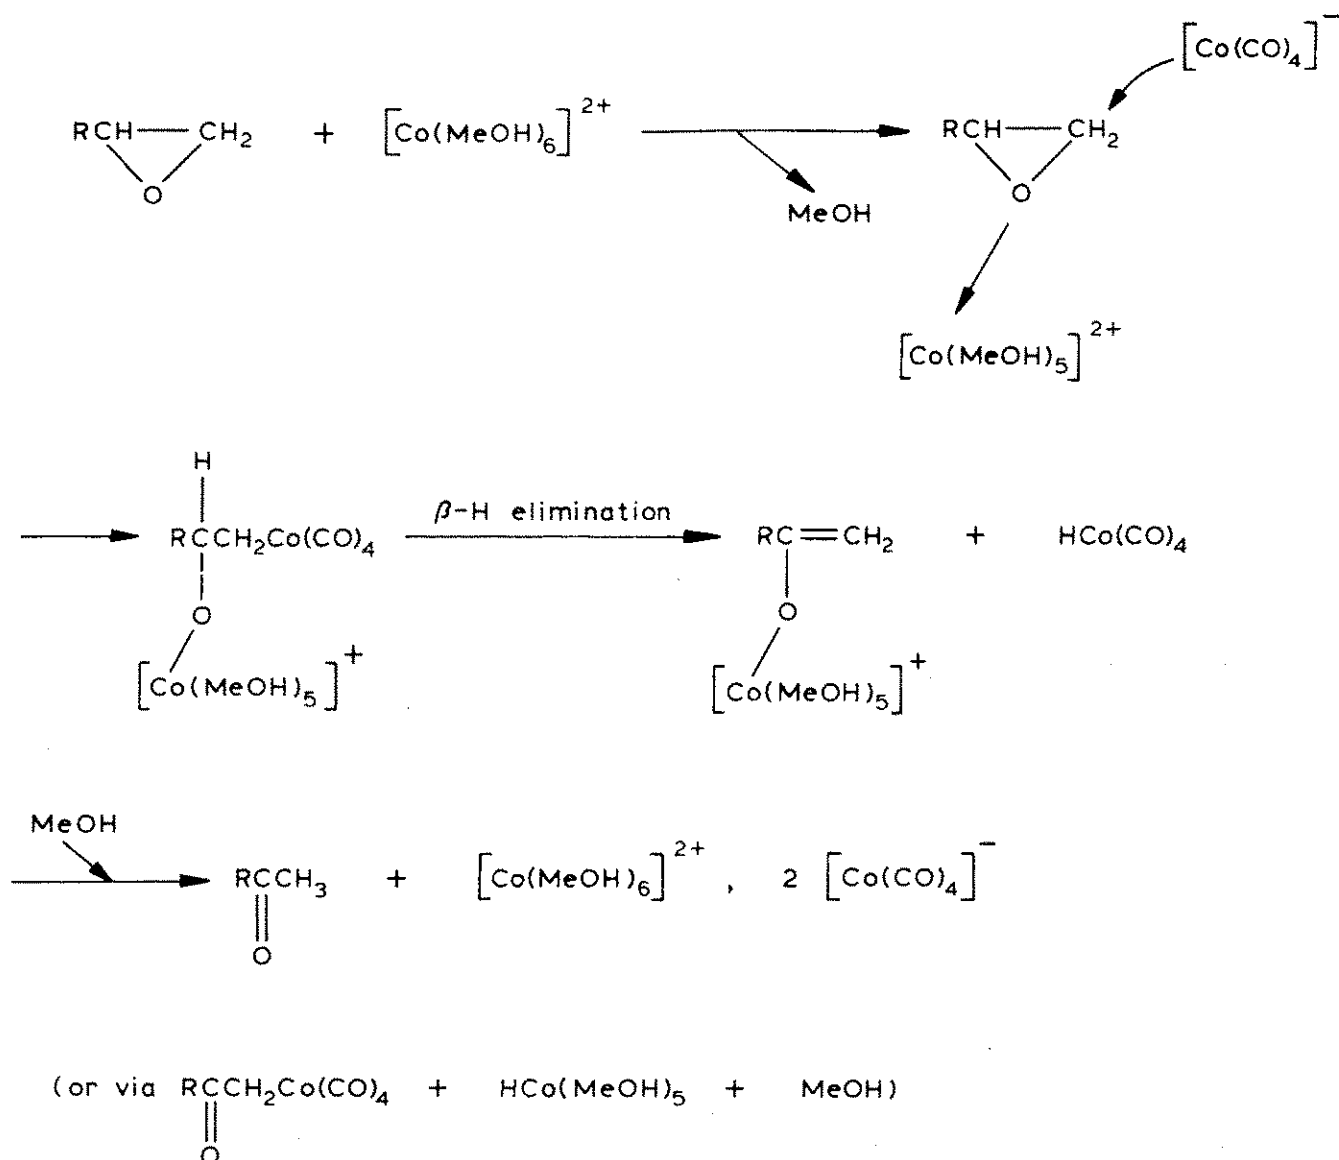 [Co(CO)₄]⁻
RCH—CH₂ + [Co(MeOH)₆]²⁺ RCH—CH₂
O O
MeOH
[Co(MeOH)₅]²⁺
H
RCCH₂Co(CO)₄ β-H elimination RC=CH₂ + HCo(CO)₄
O O
[Co(MeOH)₅]⁺ [Co(MeOH)₅]⁺
MeOH
RCCH₃ + [Co(MeOH)₆]²⁺ , 2 [Co(CO)₄]⁻
O
(or via RCCH₂Co(CO)₄ + HCo(MeOH)₅ + MeOH)
O